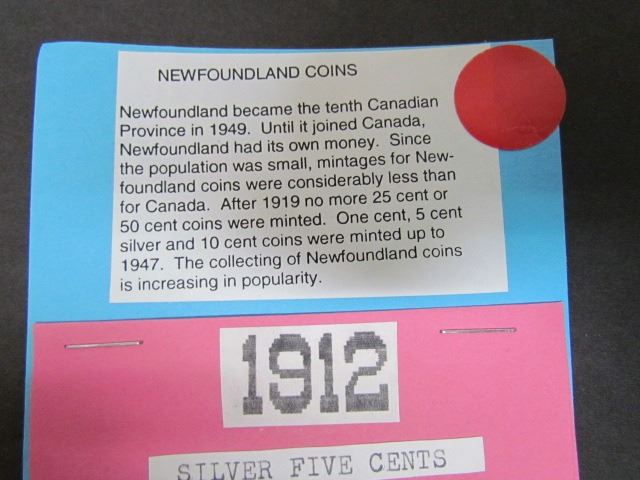 NEWFOUNDLAND COINS
Newfoundland became the tenth Canadian
Province in 1949. Until it joined Canada,
Newfoundland had its own money. Since
the population was small, mintages for New-
foundland coins were considerably less than
for Canada. After 1919 no more 25 cent or
50 cent coins were minted. One cent, 5 cent
silver and 10 cent coins were minted up to
1947. The collecting of Newfoundland coins
is increasing in popularity.
1912
SILVER FIVE CENTS